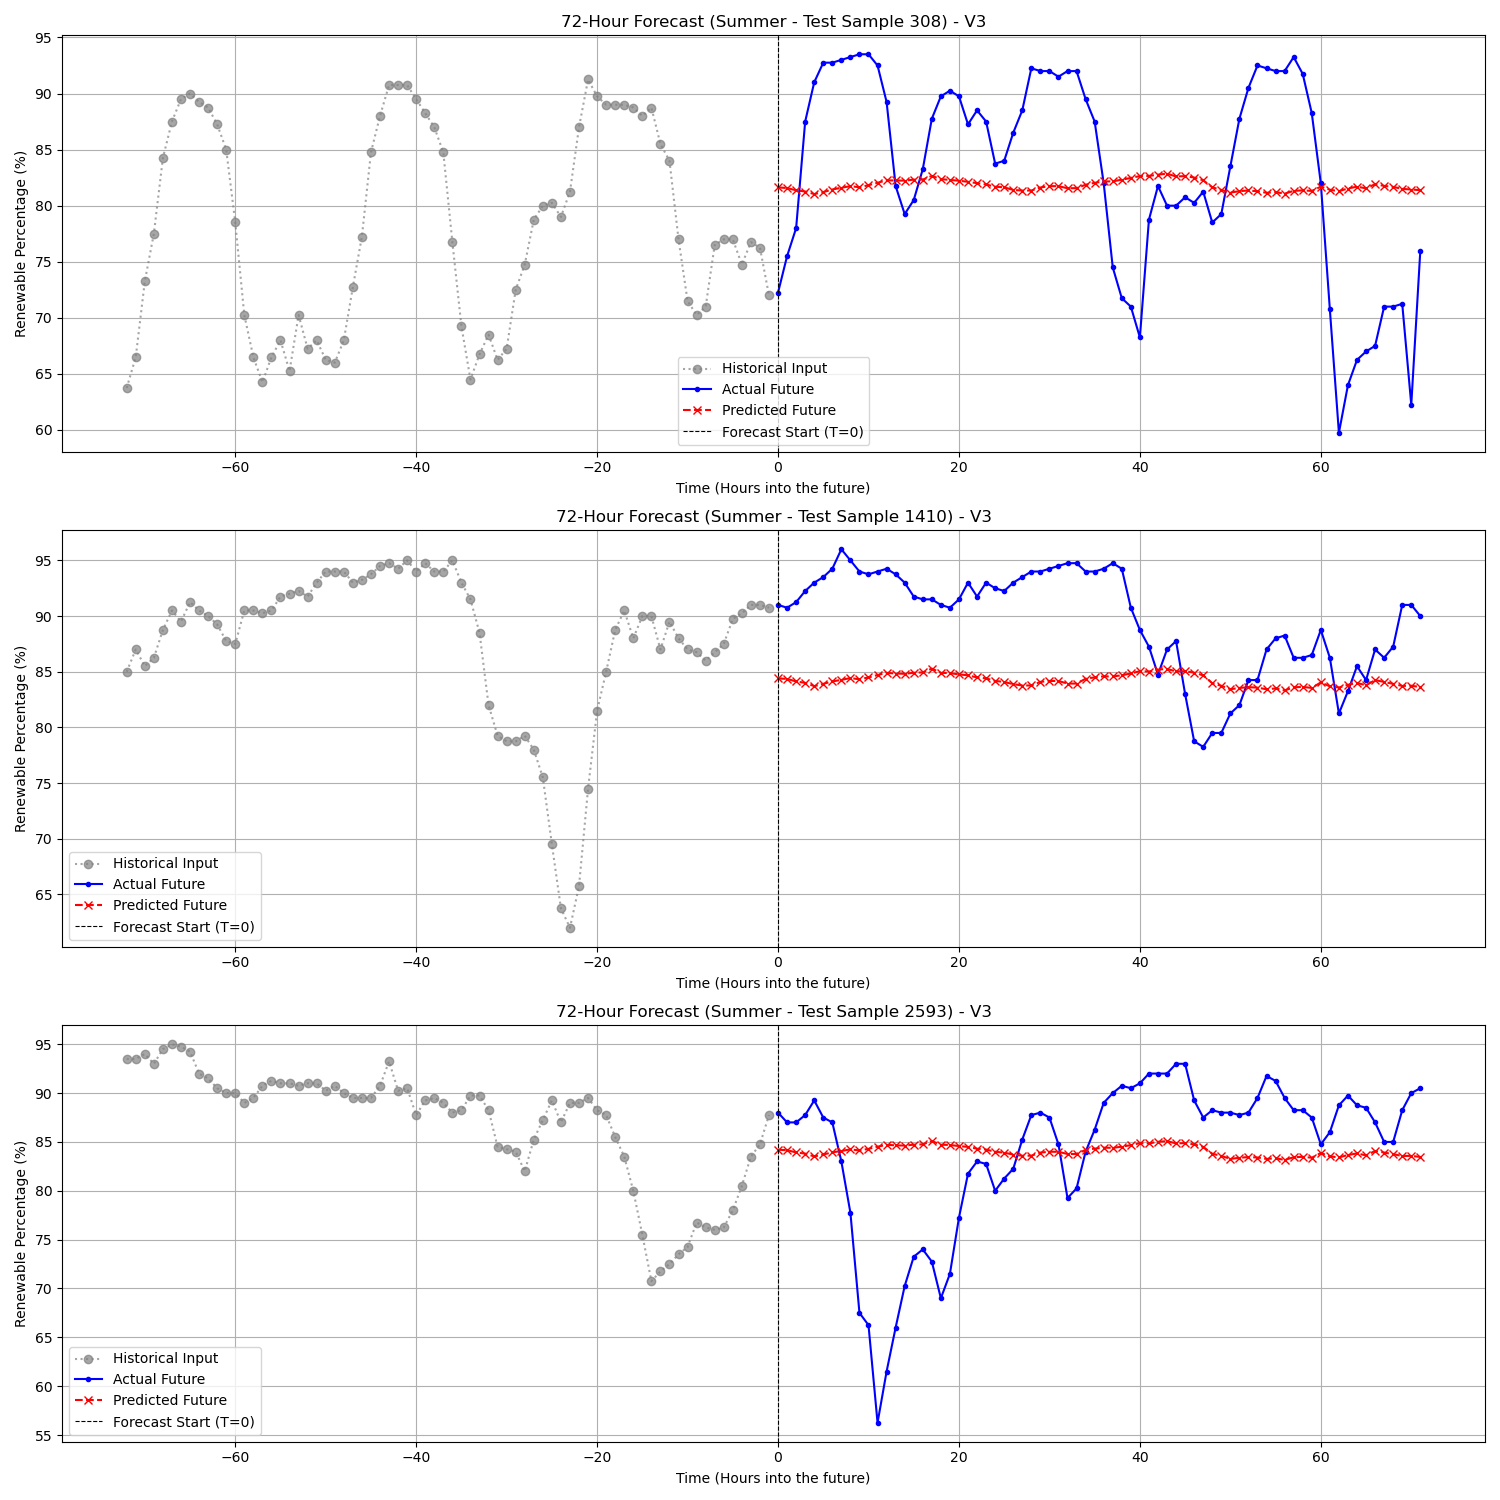 72-Hour Forecast (Summer - Test Sample 308) - V3
95
90
85
80
75
70
65
60
Renewable Percentage (%)
Historical Input
Actual Future
Predicted Future
Forecast Start (T=0)
−60 −40 −20 0 20 40 60
Time (Hours into the future)
72-Hour Forecast (Summer - Test Sample 1410) - V3
95
90
85
80
75
70
65
Renewable Percentage (%)
Historical Input
Actual Future
Predicted Future
Forecast Start (T=0)
−60 −40 −20 0 20 40 60
Time (Hours into the future)
72-Hour Forecast (Summer - Test Sample 2593) - V3
95
90
85
80
75
70
65
60
55
Renewable Percentage (%)
Historical Input
Actual Future
Predicted Future
Forecast Start (T=0)
−60 −40 −20 0 20 40 60
Time (Hours into the future)